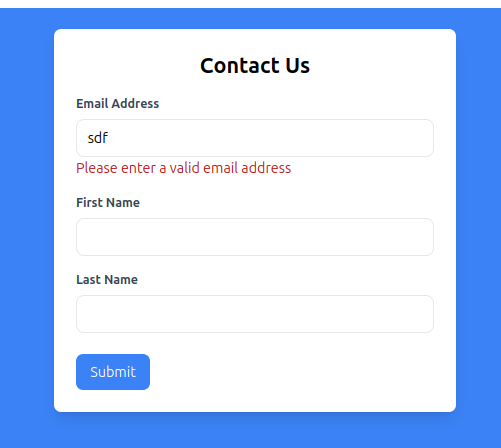 Contact Us
Email Address
sdf
Please enter a valid email address
First Name
Last Name
Submit